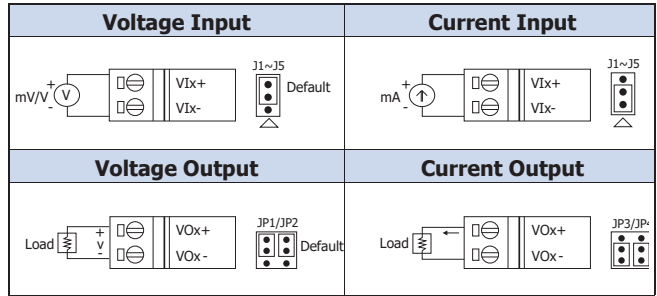 Voltage Input
Current Input
mV/V
+
-
V
VIx+
VIx-
J1~J5
Default
mA
+
-
VIx+
VIx-
J1~J5
Voltage Output
Current Output
Load
+
v
-
VOx+
VOx-
JP1/JP2
Default
Load
VOx+
VOx-